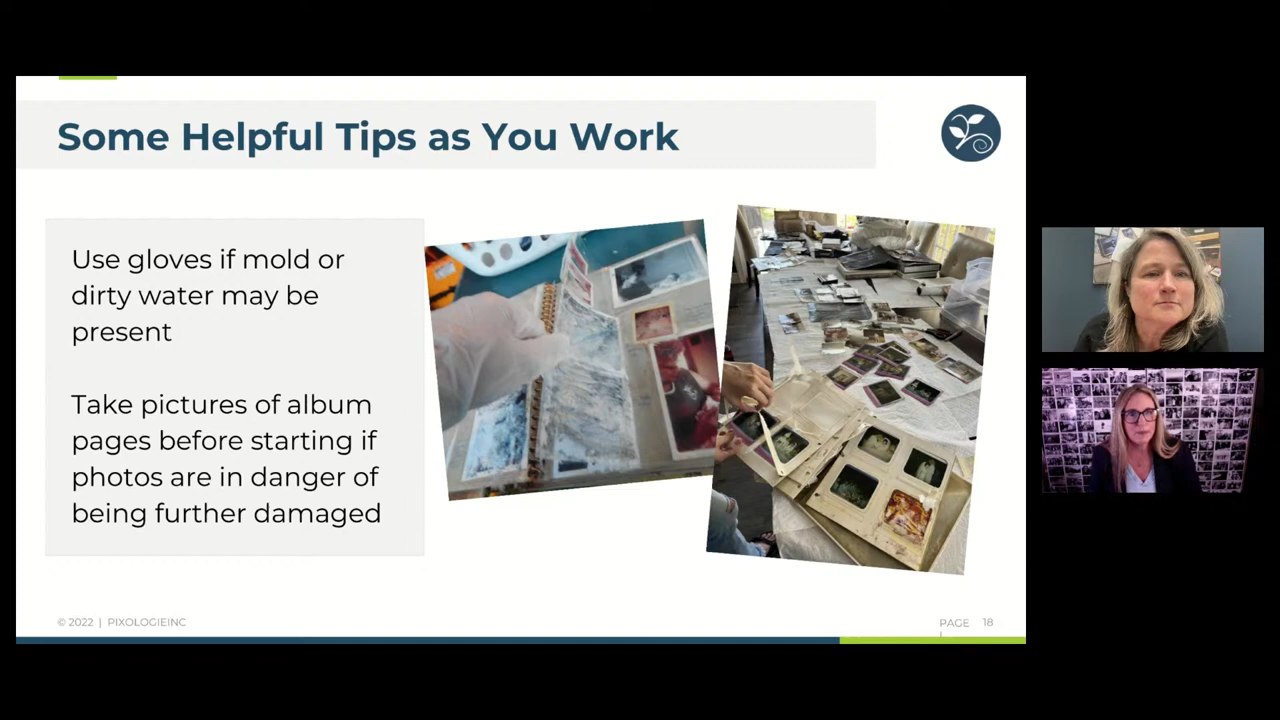 Some Helpful Tips as You Work
Use gloves if mold or
dirty water may be
present
Take pictures of album
pages before starting if
photos are in danger of
being further damaged
© 2022 | PIXOLOGIEINC
PAGE 18
|